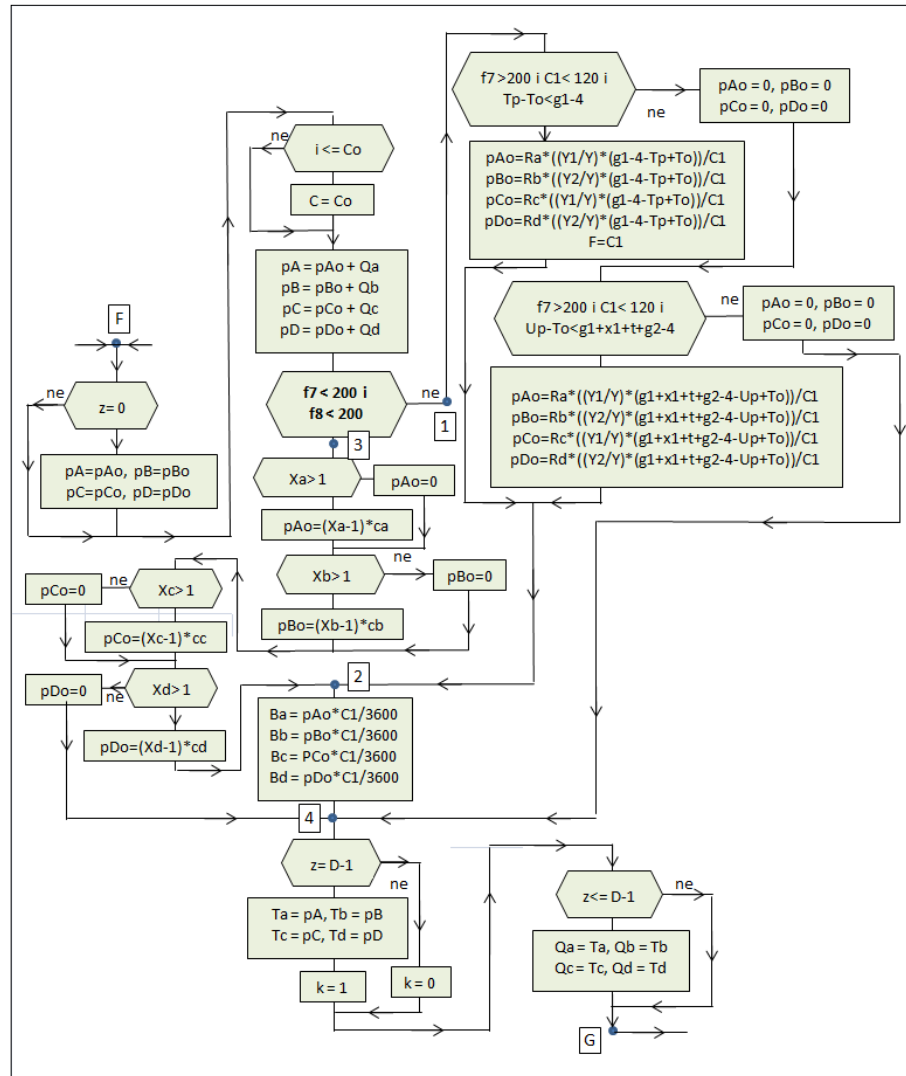 F
z= 0
ne
pA=pAo, pB=pBo
pC=pCo, pD=pDo
ne
i <= Co
C = Co
pA = pAo + Qa
pB = pBo + Qb
pC = pCo + Qc
pD = pDo + Qd
f7 < 200 i
f8 < 200
ne
1
3
Xa> 1
pAo=0
pAo=(Xa-1)*ca
Xb> 1
ne
pBo=0
pBo=(Xb-1)*cb
pCo=0
ne
Xc> 1
pCo=(Xc-1)*cc
pDo=0
ne
Xd> 1
pDo=(Xd-1)*cd
f7 >200 i C1< 120 i
Tp-To<g1-4
ne
pAo = 0, pBo = 0
pCo = 0, pDo =0
pAo=Ra*((Y1/Y)*(g1-4-Tp+To))/C1
pBo=Rb*((Y2/Y)*(g1-4-Tp+To))/C1
pCo=Rc*((Y1/Y)*(g1-4-Tp+To))/C1
pDo=Rd*((Y2/Y)*(g1-4-Tp+To))/C1
F=C1
f7 >200 i C1< 120 i
Up-To<g1+x1+t+g2-4
ne
pAo = 0, pBo = 0
pCo = 0, pDo =0
pAo=Ra*((Y1/Y)*(g1+x1+t+g2-4-Up+To))/C1
pBo=Rb*((Y2/Y)*(g1+x1+t+g2-4-Up+To))/C1
pCo=Rc*((Y1/Y)*(g1+x1+t+g2-4-Up+To))/C1
pDo=Rd*((Y2/Y)*(g1+x1+t+g2-4-Up+To))/C1
2
Ba = pAo*C1/3600
Bb = pBo*C1/3600
Bc = PCo*C1/3600
Bd = pDo*C1/3600
4
z= D-1
ne
Ta = pA, Tb = pB
Tc = pC, Td = pD
k = 1
k = 0
z<= D-1
ne
Qa = Ta, Qb = Tb
Qc = Tc, Qd = Td
G